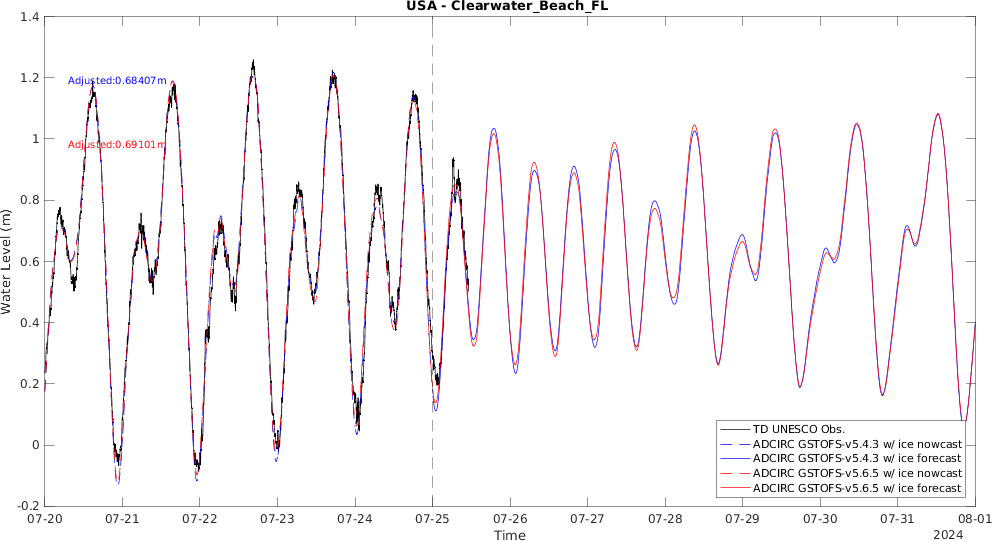 USA - Clearwater_Beach_FL
1.4
1.2
1
0.8
0.6
0.4
0.2
0
-0.2
Water Level (m)
Adjusted:0.68407m
Adjusted:0.69101m
TD UNESCO Obs.
ADCIRC GSTOFS-v5.4.3 w/ ice nowcast
ADCIRC GSTOFS-v5.4.3 w/ ice forecast
ADCIRC GSTOFS-v5.6.5 w/ ice nowcast
ADCIRC GSTOFS-v5.6.5 w/ ice forecast
07-20 07-21 07-22 07-23 07-24 07-25 07-26 07-27 07-28 07-29 07-30 07-31 08-01
Time
2024